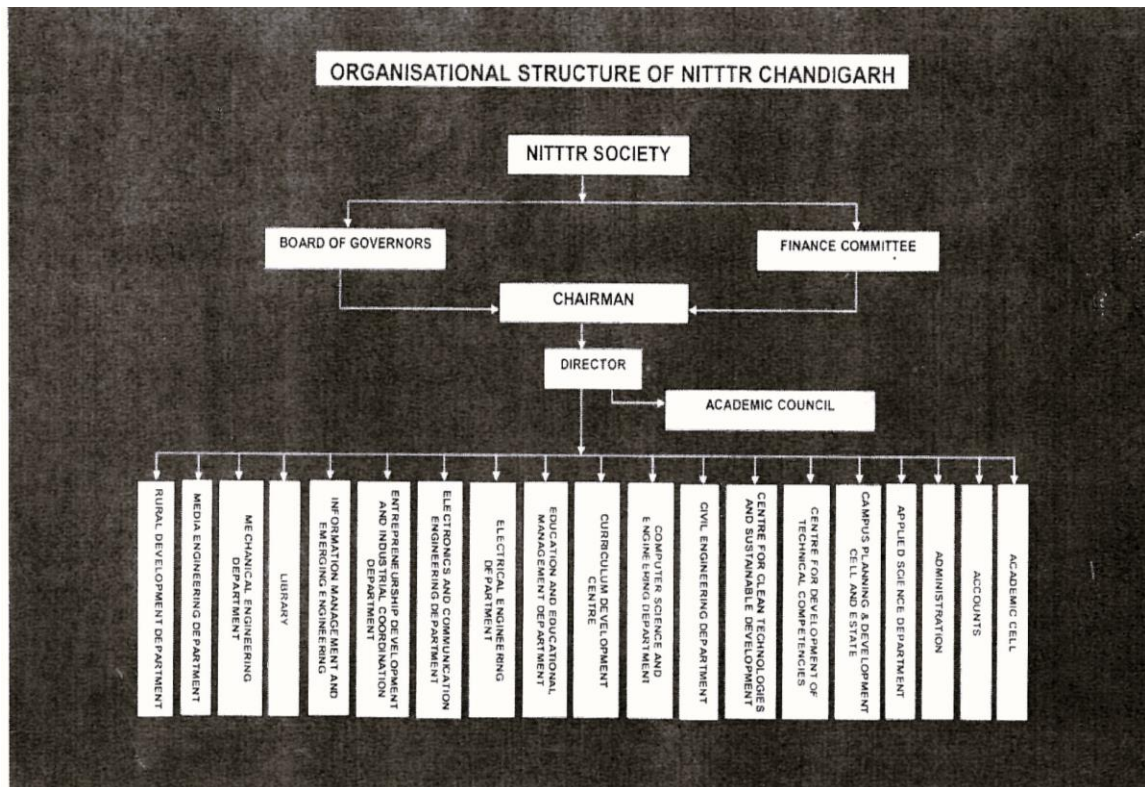 ORGANISATIONAL STRUCTURE OF NITTTR CHANDIGARH
NITTTR SOCIETY
BOARD OF GOVERNORS
FINANCE COMMITTEE
CHAIRMAN
DIRECTOR
ACADEMIC COUNCIL
RURAL DEVELOPMENT DEPARTMENT
MEDIA ENGINEERING DEPARTMENT
MECHANICAL ENGINEERING
DEPARTMENT
LIBRARY
INFORMATION MANAGEMENT AND
EMERGING ENGINEERING
ENTREPRENEURSHIP DEVELOPMENT
AND INDUSTRIAL COORDINATION
DEPARTMENT
ELECTRONICS AND COMMUNICATION
ENGINEERING DEPARTMENT
ELECTRICAL ENGINEERING
DEPARTMENT
EDUCATION AND EDUCATIONAL
MANAGEMENT DEPARTMENT
CURRICULUM DEVELOPMENT
CENTRE
COMPUTER SCIENCE AND
ENGINEERING DEPARTMENT
CIVIL ENGINEERING DEPARTMENT
CENTRE FOR CLEAN TECHNOLOGIES
AND SUSTAINABLE DEVELOPMENT
CENTRE FOR DEVELOPMENT OF
TECHNICAL COMPETENCIES
CAMPUS PLANNING & DEVELOPMENT
CELL AND ESTATE
APPLIED SCIENCE DEPARTMENT
ADMINISTRATION
ACCOUNTS
ACADEMIC CELL